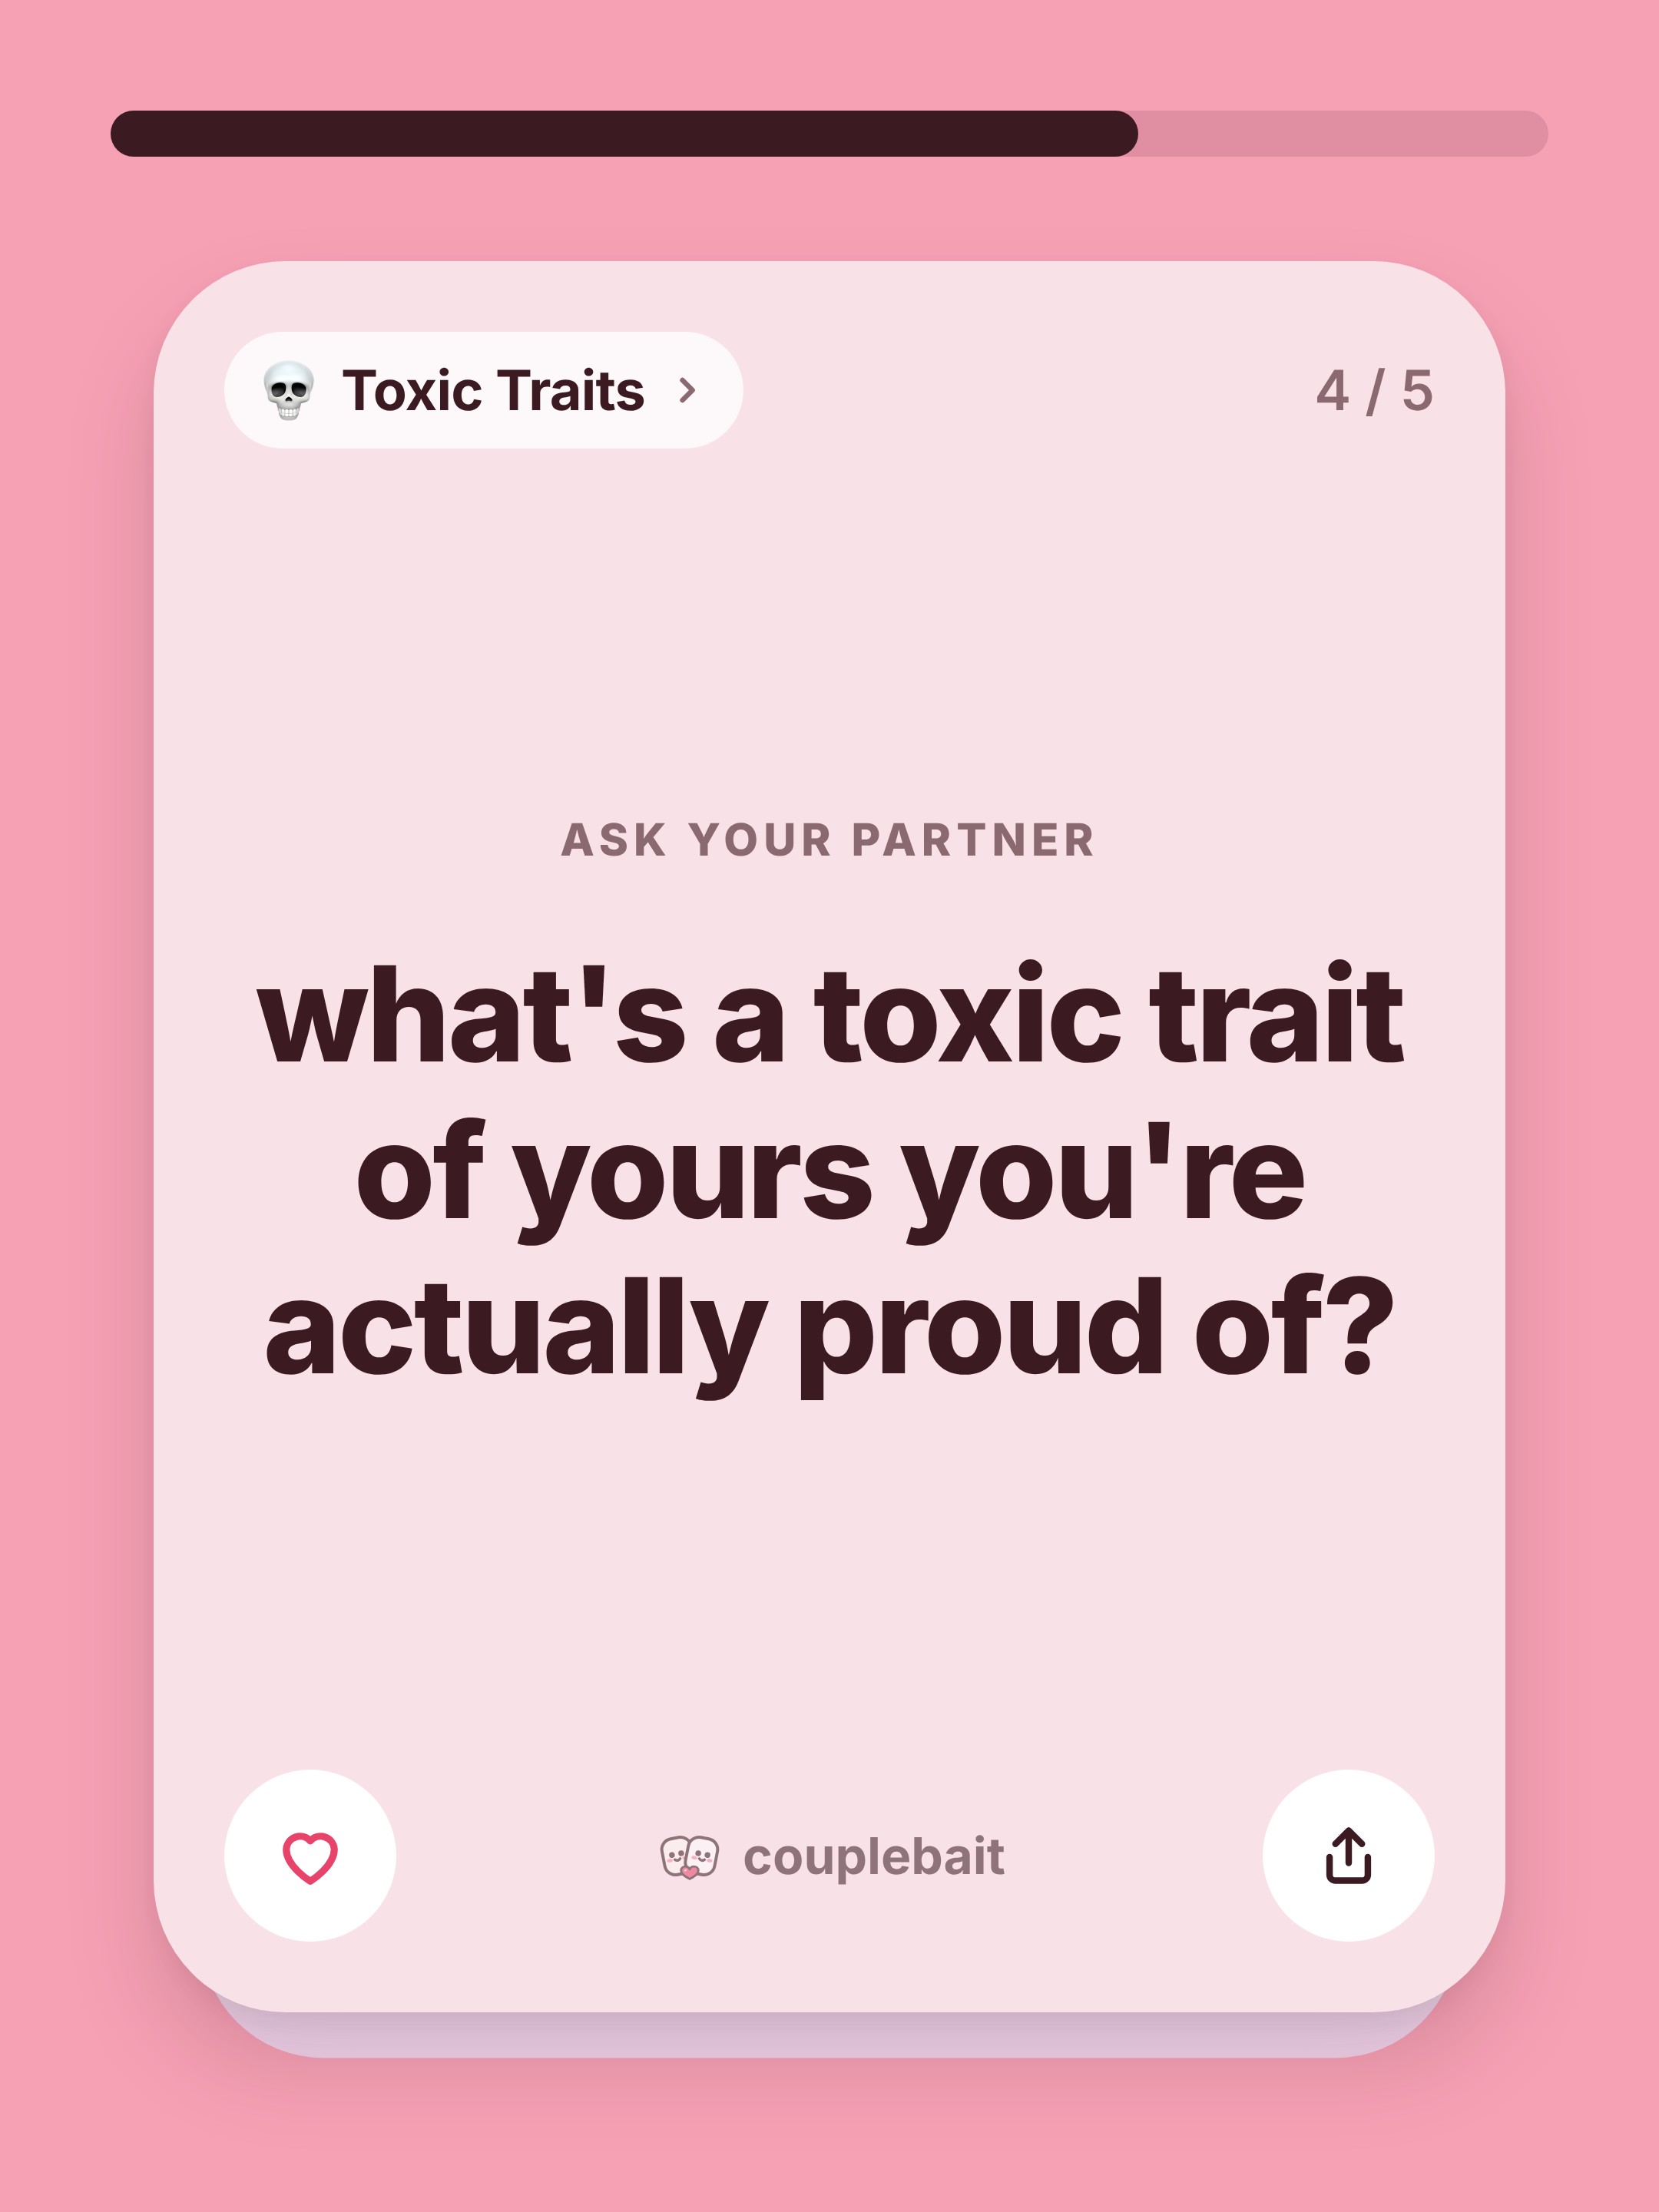 💀 Toxic Traits
4 / 5
ASK YOUR PARTNER
what's a toxic trait
of yours you're
actually proud of?
couplebait